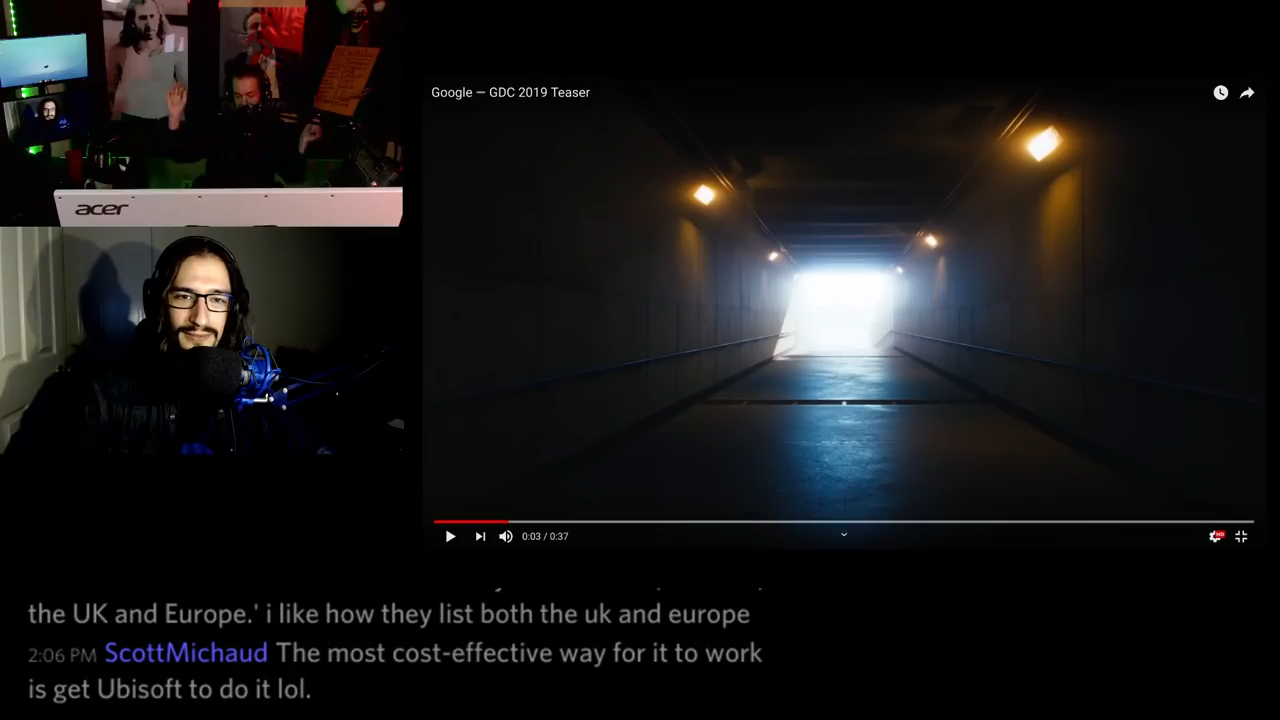 acer
Google — GDC 2019 Teaser
HD
0:03 / 0:37
the UK and Europe.' i like how they list both the uk and europe
2:06 PM ScottMichaud The most cost-effective way for it to work
is get Ubisoft to do it lol.